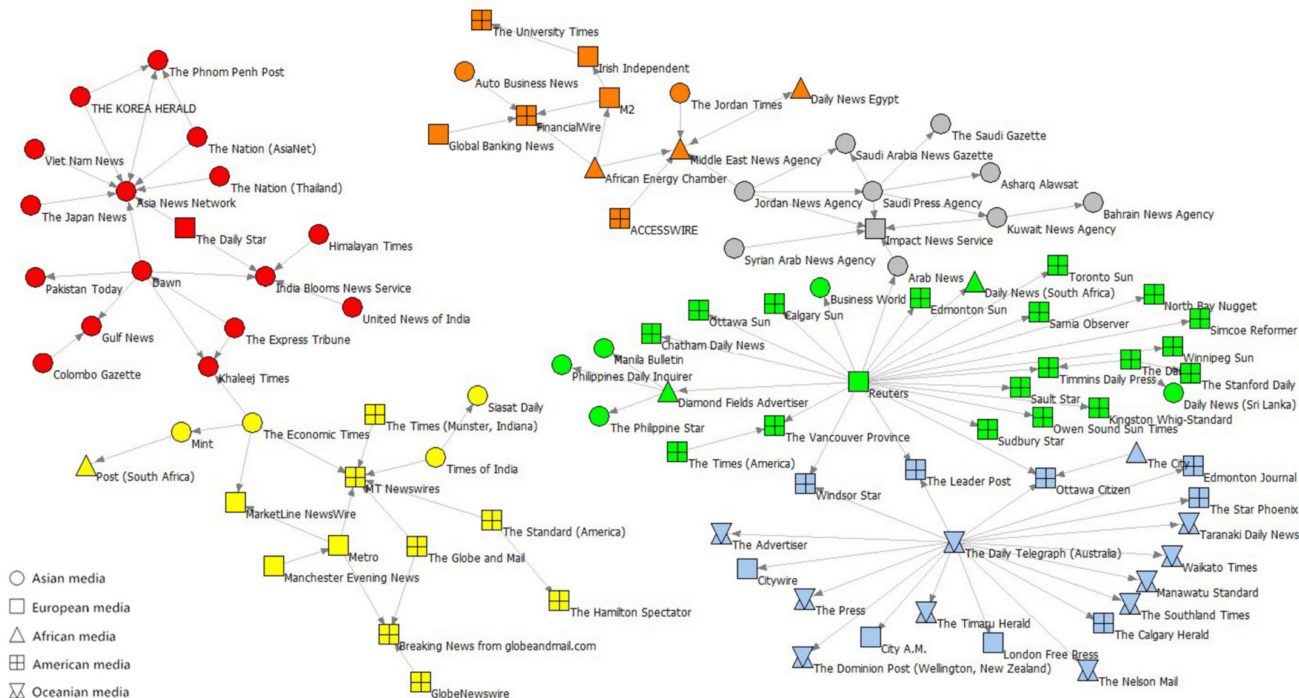 The University Times
Irish Independent
The Phnom Penh Post
Auto Business News
THE KOREA HERALD
M2
The Jordan Times
Daily News Egypt
FinancialWire
Global Banking News
The Nation (AsiaNet)
Viet Nam News
The Saudi Gazette
Saudi Arabia News Gazette
Middle East News Agency
African Energy Chamber
The Nation (Thailand)
Asia News Network
Asharq Alawsat
Jordan News Agency
Saudi Press Agency
The Japan News
Bahrain News Agency
Kuwait News Agency
ACCESSWIRE
The Daily Star
Impact News Service
Himalayan Times
Syrian Arab News Agency
Pakistan Today
Dawn
India Blooms News Service
Arab News
Toronto Sun
Business World
Daily News (South Africa)
United News of India
Edmonton Sun
North Bay Nugget
Calgary Sun
Ottawa Sun
Sarnia Observer
Simcoe Reformer
Gulf News
The Express Tribune
Chatham Daily News
Winnipeg Sun
Manila Bulletin
Colombo Gazette
Khaleej Times
Philippines Daily Inquirer
Timmins Daily Press
The Da
The Stanford Daily
Reuters
Sault Star
Daily News (Sri Lanka)
Diamond Fields Advertiser
Kingston Whig-Standard
Siasat Daily
The Times (Munster, Indiana)
The Philippine Star
Owen Sound Sun Times
The Economic Times
Mint
Sudbury Star
The Vancouver Province
The Times (America)
Times of India
Post (South Africa)
The City
Edmonton Journal
MT Newswires
The Leader Post
Ottawa Citizen
Windsor Star
MarketLine NewsWire
The Star Phoenix
The Standard (America)
Taranaki Daily News
The Advertiser
The Daily Telegraph (Australia)
Metro
The Globe and Mail
Waikato Times
Manchester Evening News
Citywire
Manawatu Standard
Asian media
The Press
The Southland Times
The Hamilton Spectator
European media
The Timaru Herald
The Calgary Herald
African media
Breaking News from globeandmail.com
City A.M.
London Free Press
American media
The Dominion Post (Wellington, New Zealand)
The Nelson Mail
Oceanian media
GlobeNewswire